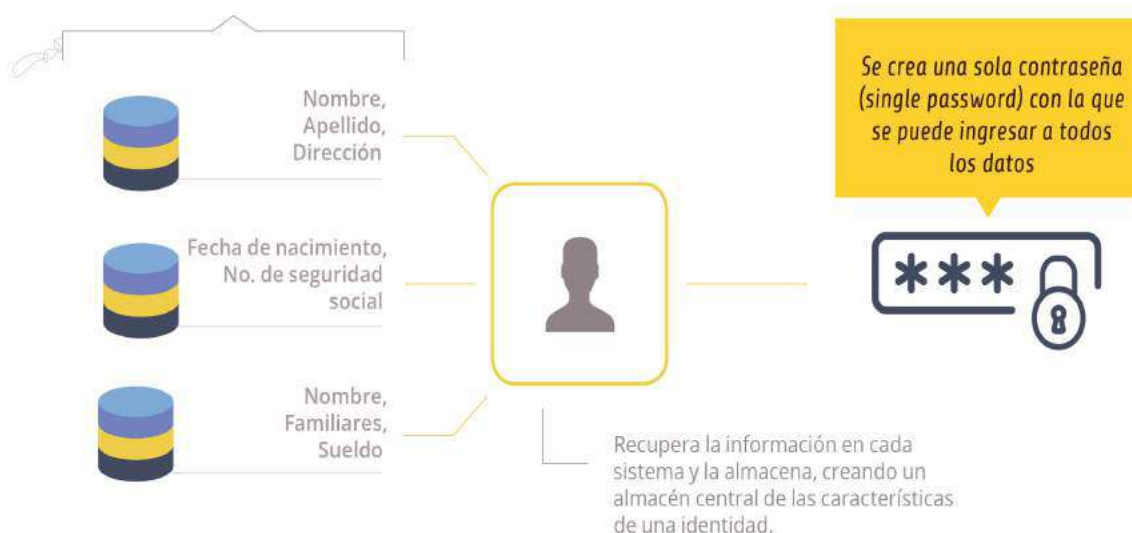 Nombre,
Apellido,
Dirección
Fecha de nacimiento,
No. de seguridad
social
Nombre,
Familiares,
Sueldo
Recupera la información en cada
sistema y la almacena, creando un
almacén central de las características
de una identidad.
Se crea una sola contraseña
(single password) con la que
se puede ingresar a todos
los datos
***